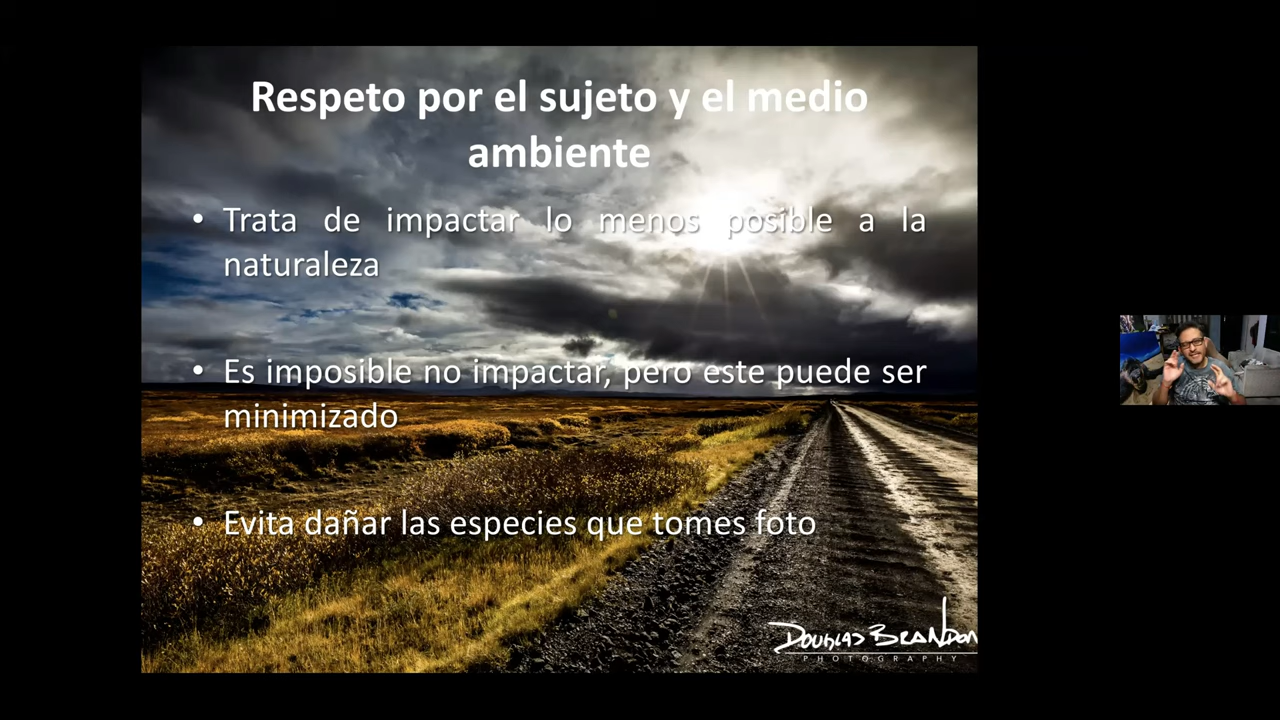 Respeto por el sujeto y el medio
ambiente
• Trata de impactar lo menos posible a la
naturaleza
• Es imposible no impactar, pero este puede ser
minimizado
• Evita dañar las especies que tomes foto
DOUGLAS BRANDON
PHOTOGRAPHY